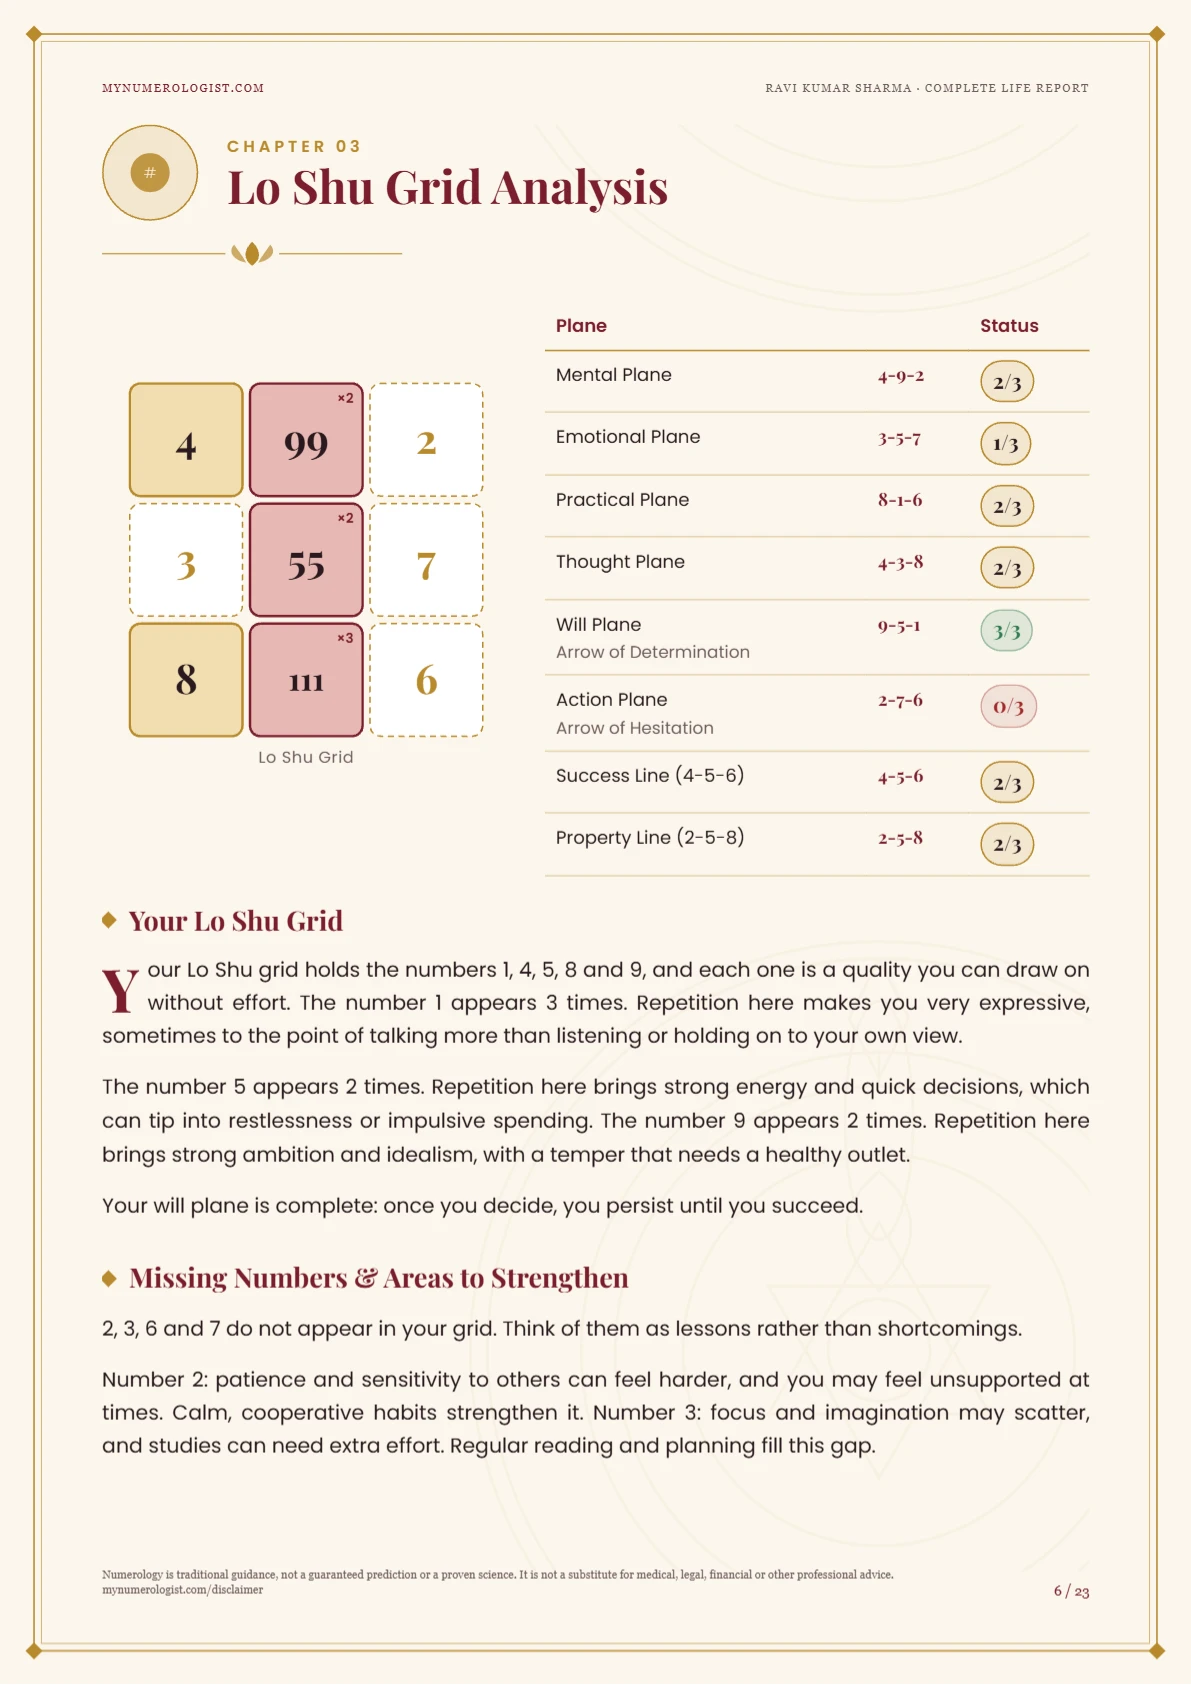 MYNUMEROLOGIST.COM
RAVI KUMAR SHARMA · COMPLETE LIFE REPORT
#
CHAPTER 03
Lo Shu Grid Analysis
4
99
×2
2
3
55
×2
7
8
111
×3
6
Lo Shu Grid
Plane Status
Mental Plane 4-9-2 2/3
Emotional Plane 3-5-7 1/3
Practical Plane 8-1-6 2/3
Thought Plane 4-3-8 2/3
Will Plane 9-5-1 3/3
Arrow of Determination
Action Plane 2-7-6 0/3
Arrow of Hesitation
Success Line (4-5-6) 4-5-6 2/3
Property Line (2-5-8) 2-5-8 2/3
Your Lo Shu Grid
Your Lo Shu grid holds the numbers 1, 4, 5, 8 and 9, and each one is a quality you can draw on
without effort. The number 1 appears 3 times. Repetition here makes you very expressive,
sometimes to the point of talking more than listening or holding on to your own view.
The number 5 appears 2 times. Repetition here brings strong energy and quick decisions, which
can tip into restlessness or impulsive spending. The number 9 appears 2 times. Repetition here
brings strong ambition and idealism, with a temper that needs a healthy outlet.
Your will plane is complete: once you decide, you persist until you succeed.
Missing Numbers & Areas to Strengthen
2, 3, 6 and 7 do not appear in your grid. Think of them as lessons rather than shortcomings.
Number 2: patience and sensitivity to others can feel harder, and you may feel unsupported at
times. Calm, cooperative habits strengthen it. Number 3: focus and imagination may scatter,
and studies can need extra effort. Regular reading and planning fill this gap.
Numerology is traditional guidance, not a guaranteed prediction or a proven science. It is not a substitute for medical, legal, financial or other professional advice.
mynumerologist.com/disclaimer
6 / 23